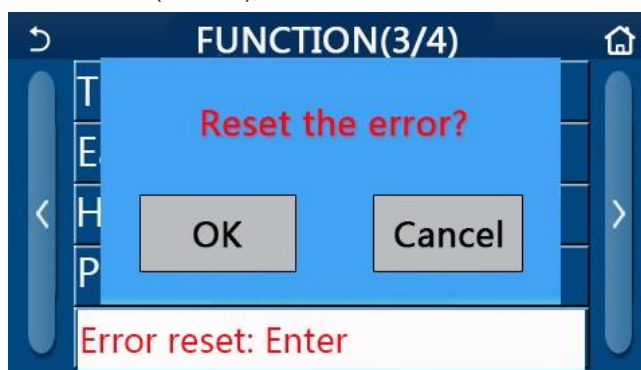 FUNCTION(3/4)
T
Reset the error?
E
H
OK
Cancel
P
Error reset: Enter